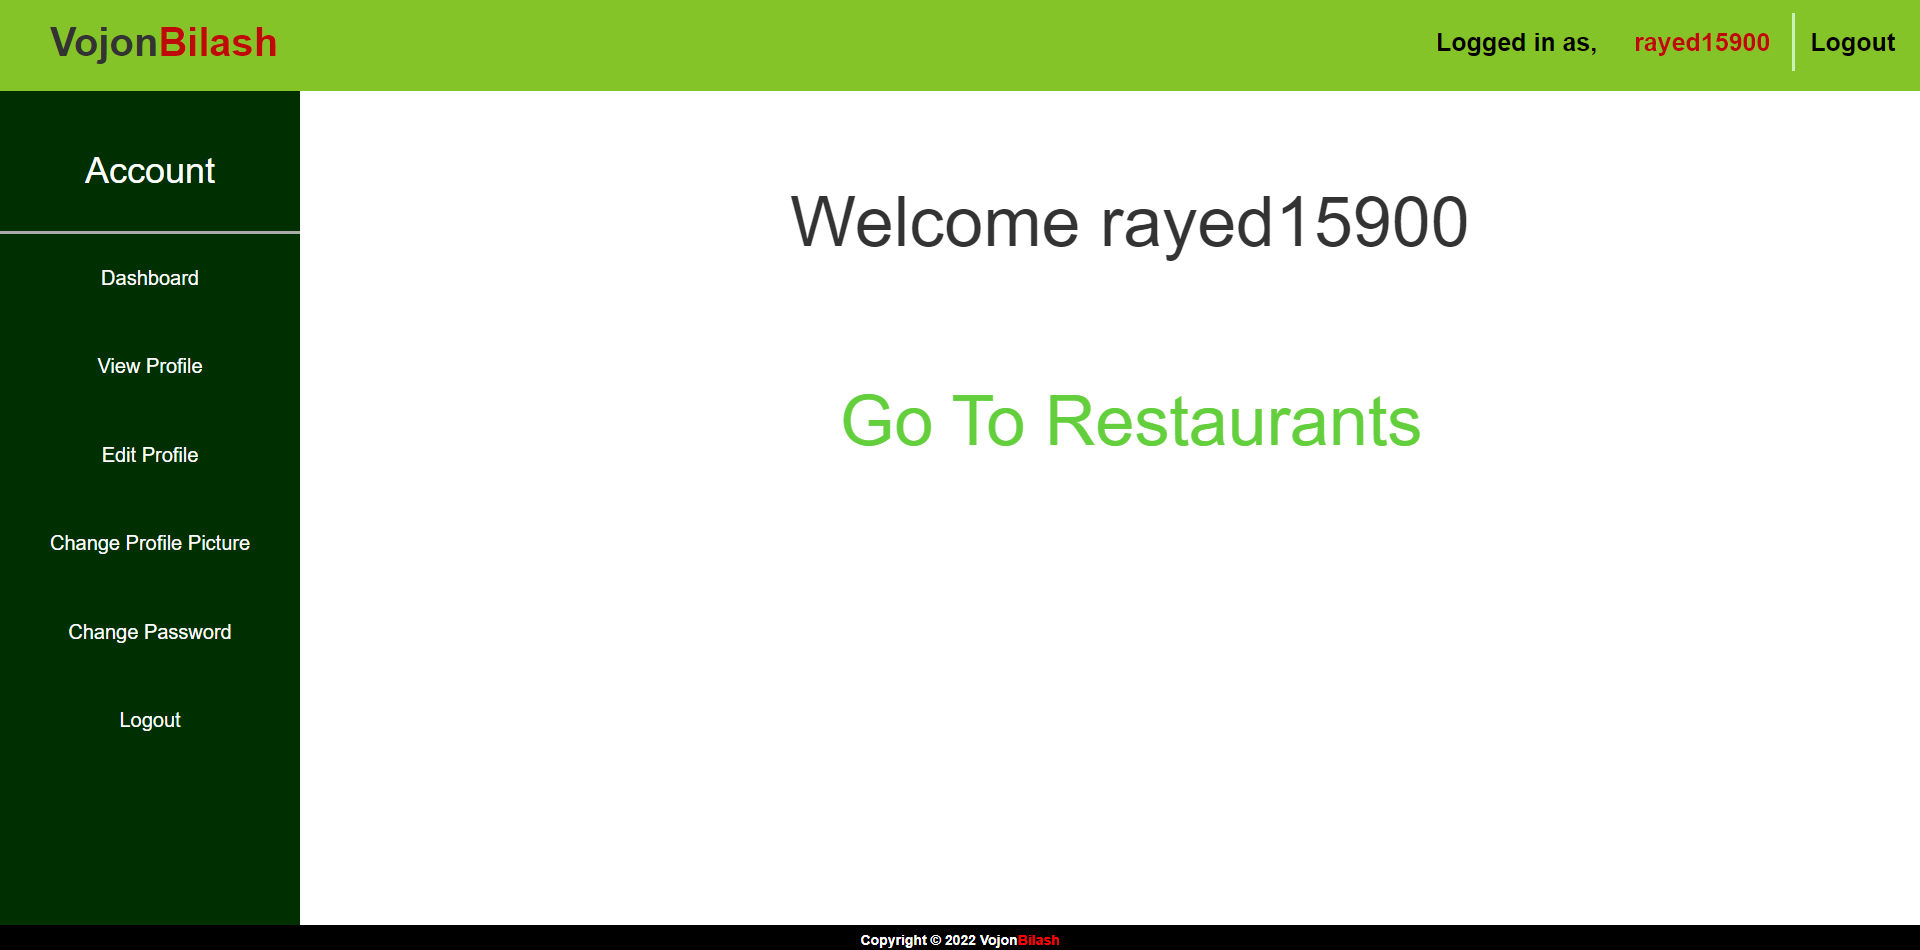 VojonBilash
Logged in as, rayed15900 Logout
Account
Dashboard
View Profile
Edit Profile
Change Profile Picture
Change Password
Logout
Welcome rayed15900
Go To Restaurants
Copyright © 2022 VojonBilash